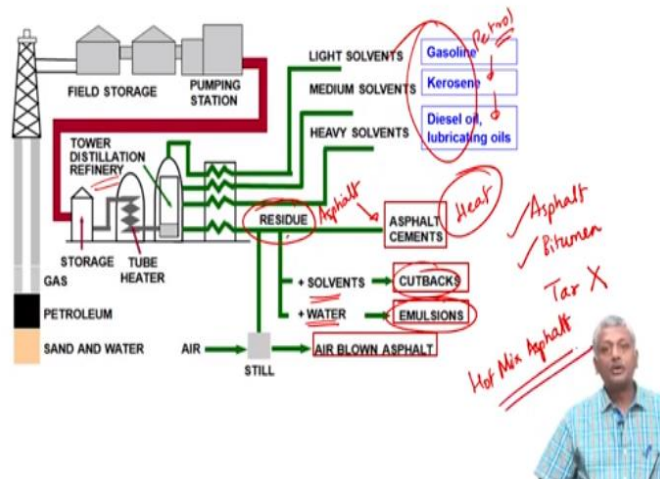 Petrol
LIGHT SOLVENTS
Gasoline
FIELD STORAGE
PUMPING
STATION
MEDIUM SOLVENTS
Kerosene
HEAVY SOLVENTS
Diesel oil,
lubricating oils
TOWER
DISTILLATION
REFINERY
RESIDUE
Asphalt
ASPHALT
CEMENTS
Heat
Asphalt
Bitumen
Tar X
STORAGE
TUBE
HEATER
GAS
+ SOLVENTS
CUTBACKS
PETROLEUM
+ WATER
EMULSIONS
SAND AND WATER
AIR
STILL
AIR BLOWN ASPHALT
Hot Mix Asphalt